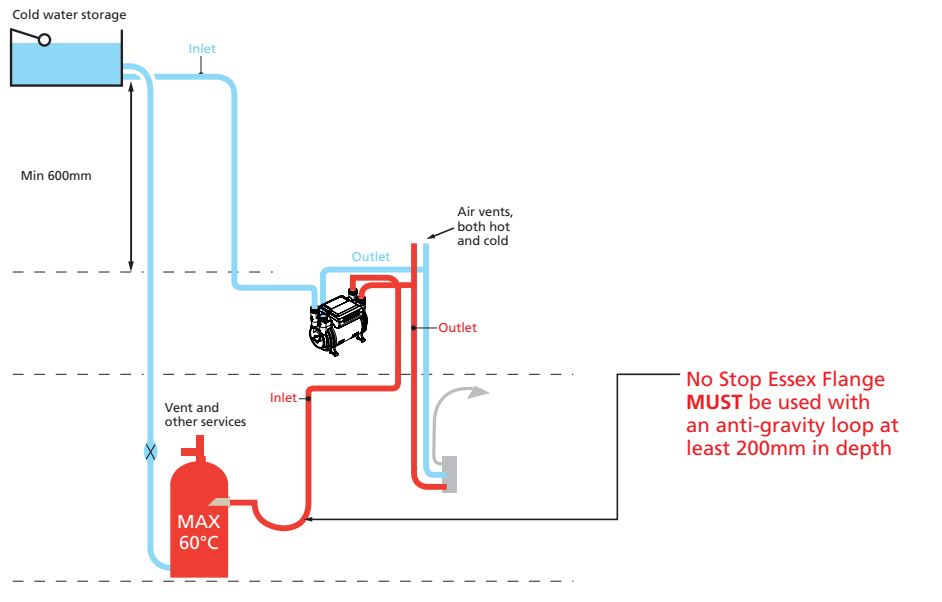 Cold water storage
Inlet
Min 600mm
Air vents,
both hot
and cold
Outlet
Outlet
No Stop Essex Flange
MUST be used with
an anti-gravity loop at
least 200mm in depth
Inlet
Vent and
other services
MAX
60°C